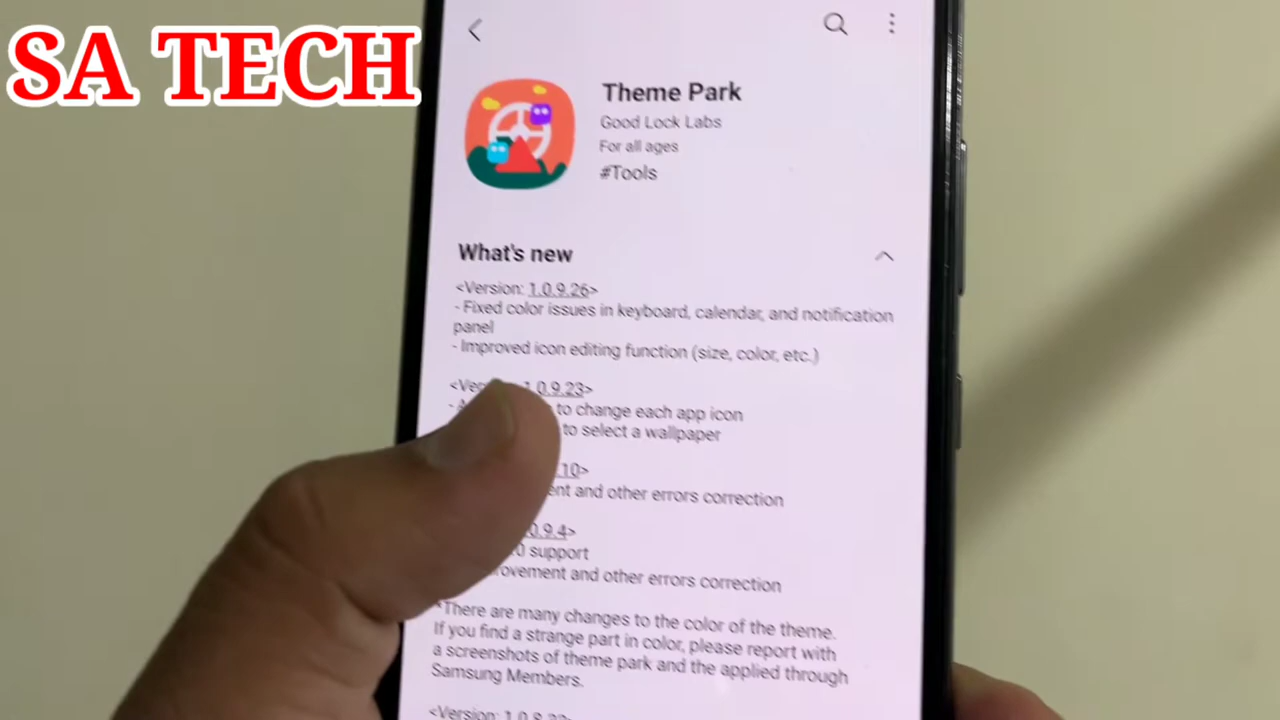 SA TECH
Theme Park
Good Lock Labs
For all ages
#Tools
What's new
<Version: 1.0.9.26>
- Fixed color issues in keyboard, calendar, and notification
panel
- Improved icon editing function (size, color, etc.)
1.0.9.23>
to change each app icon
to select a wallpaper
10>
and other errors correction
0.9.4>
support
and other errors correction
*There are many changes to the color of the theme.
If you find a strange part in color, please report with
a screenshots of theme park and the applied through
Samsung Members.